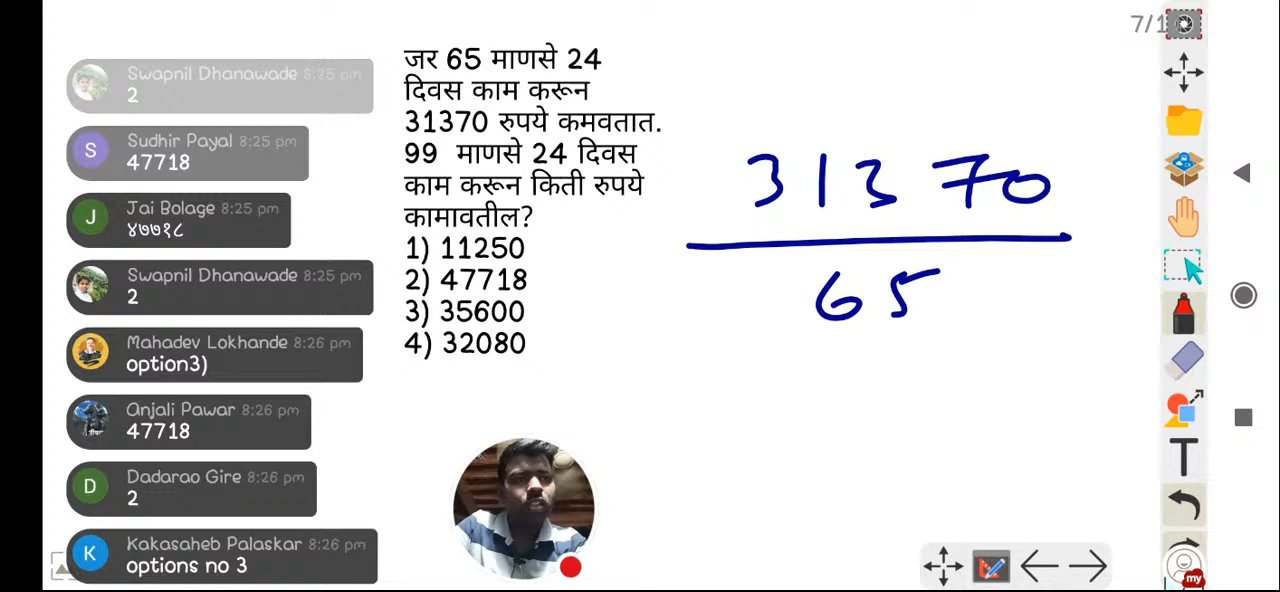 7/1
Swapnil Dhanawade 8:25 pm
2
Sudhir Payal 8:25 pm
S
47718
Jai Bolage 8:25 pm
J
४७७१८
Swapnil Dhanawade 8:25 pm
2
Mahadev Lokhande 8:26 pm
option3)
Anjali Pawar 8:26 pm
47718
Dadarao Gire 8:26 pm
D
2
Kakasaheb Palaskar 8:26 pm
K
options no 3
जर 65 माणसे 24
दिवस काम करून
31370 रुपये कमवतात.
99 माणसे 24 दिवस
काम करून किती रुपये
कामावतील?
1) 11250
2) 47718
3) 35600
4) 32080
31370
65
T
my